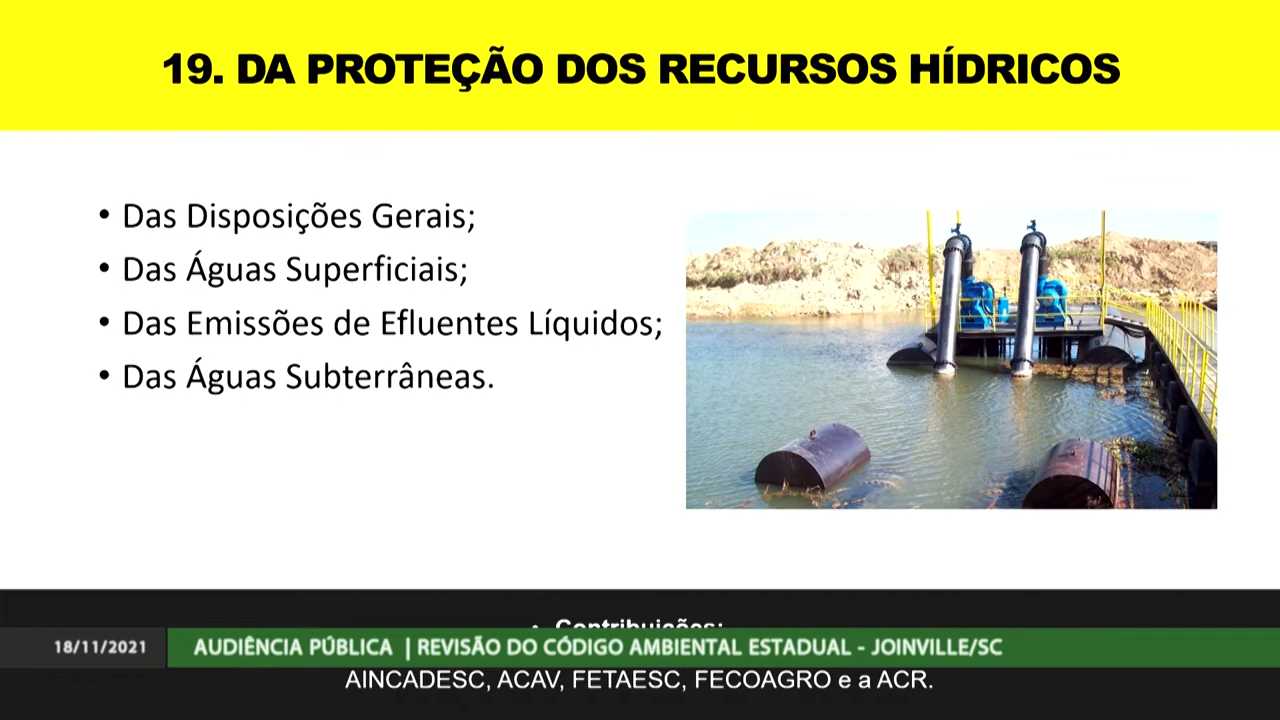 19. DA PROTEÇÃO DOS RECURSOS HÍDRICOS
• Das Disposições Gerais;
• Das Águas Superficiais;
• Das Emissões de Efluentes Líquidos;
• Das Águas Subterrâneas.
• Contribuições:
18/11/2021 AUDIÊNCIA PÚBLICA | REVISÃO DO CÓDIGO AMBIENTAL ESTADUAL - JOINVILLE/SC
AINCADESC, ACAV, FETAESC, FECOAGRO e a ACR.